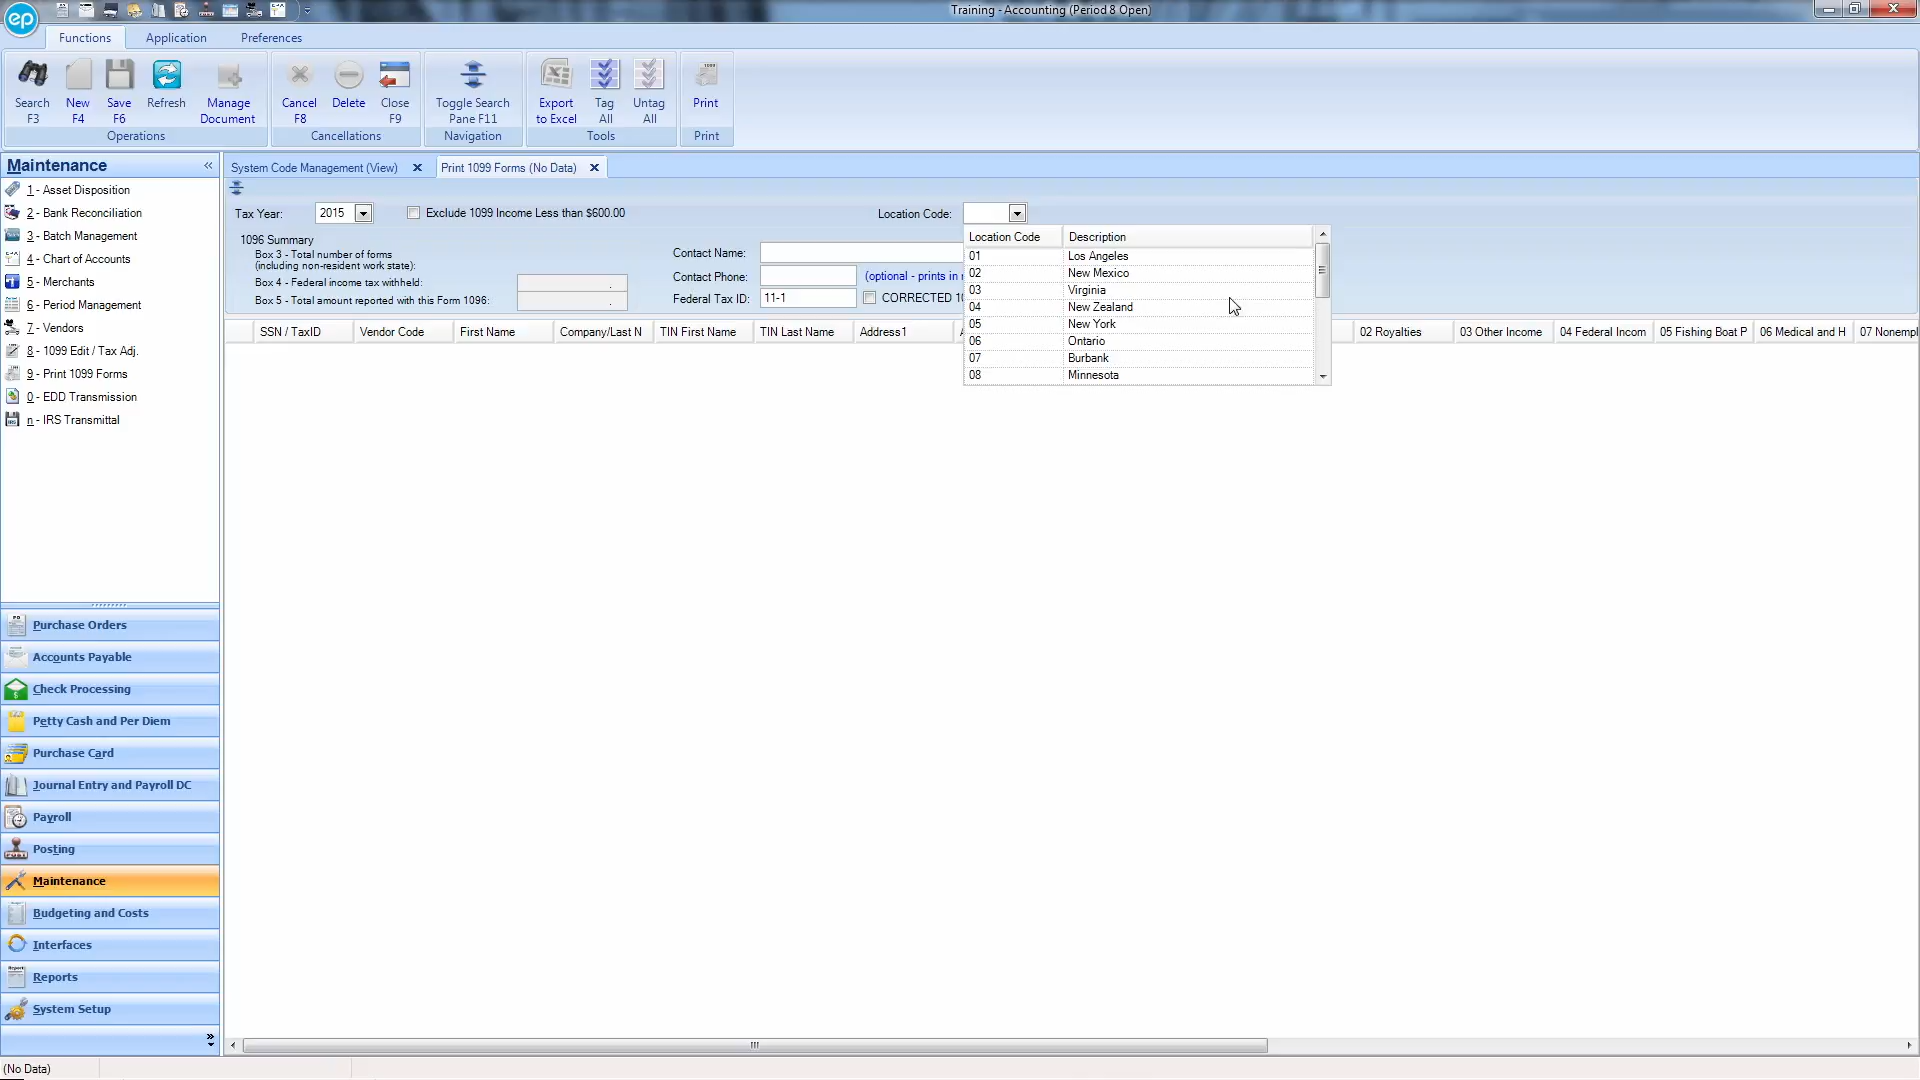 ep
Training - Accounting (Period 8 Open)
Functions
Application
Preferences
Search
F3
New
F4
Save
F6
Refresh
Manage
Document
Operations
Cancel
F8
Delete
Close
F9
Cancellations
Toggle Search
Pane F11
Navigation
Export
to Excel
Tag
All
Untag
All
Tools
Print
Print
Maintenance
1 - Asset Disposition
2 - Bank Reconciliation
3 - Batch Management
4 - Chart of Accounts
5 - Merchants
6 - Period Management
7 - Vendors
8 - 1099 Edit / Tax Adj.
9 - Print 1099 Forms
0 - EDD Transmission
n - IRS Transmittal
System Code Management (View)
Print 1099 Forms (No Data)
Tax Year:
2015
Exclude 1099 Income Less than $600.00
Location Code:
1096 Summary
Box 3 - Total number of forms
(including non-resident work state):
Box 4 - Federal income tax withheld:
Box 5 - Total amount reported with this Form 1096:
Contact Name:
Contact Phone:
(optional - prints in
Federal Tax ID:
11-1
CORRECTED
Location Code Description
01 Los Angeles
02 New Mexico
03 Virginia
04 New Zealand
05 New York
06 Ontario
07 Burbank
08 Minnesota
SSN / TaxID Vendor Code First Name Company/Last N TIN First Name TIN Last Name Address1 02 Royalties 03 Other Income 04 Federal Incom 05 Fishing Boat P 06 Medical and H 07 Nonempl
Purchase Orders
Accounts Payable
Check Processing
Petty Cash and Per Diem
Purchase Card
Journal Entry and Payroll DC
Payroll
Posting
Maintenance
Budgeting and Costs
Interfaces
Reports
System Setup
(No Data)